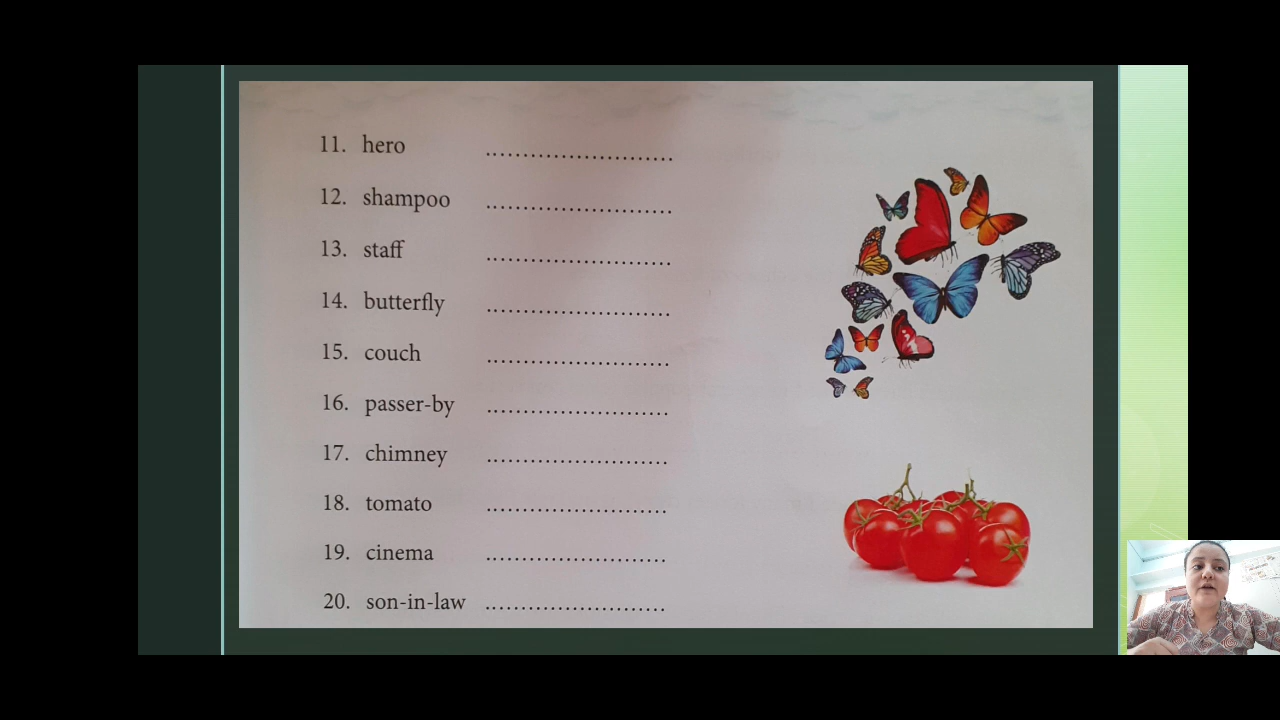 11. hero ..............................
12. shampoo ..............................
13. staff ..............................
14. butterfly ..............................
15. couch ..............................
16. passer-by ..............................
17. chimney ..............................
18. tomato ..............................
19. cinema ..............................
20. son-in-law ..............................